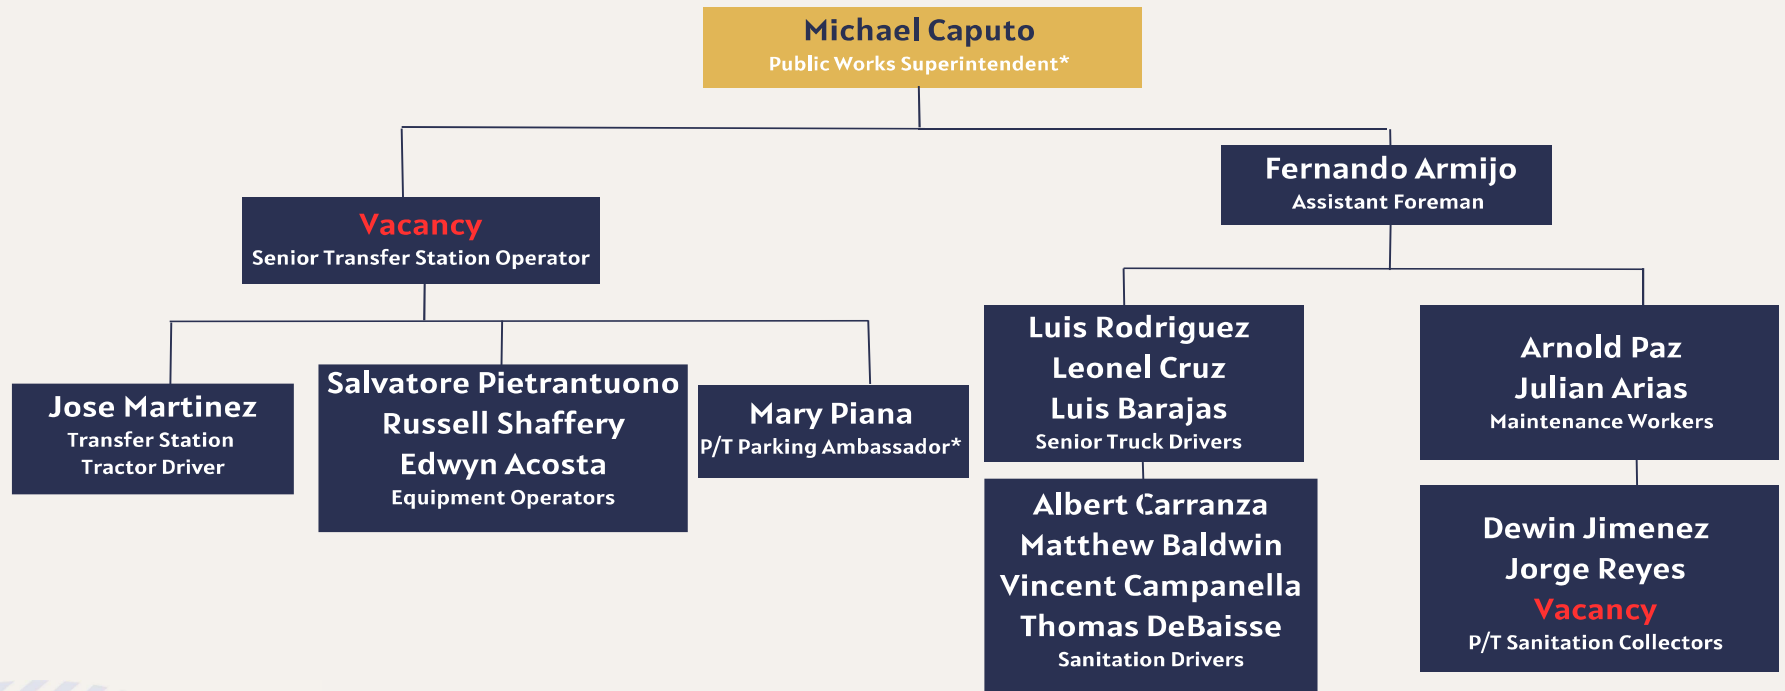 Michael Caputo
Public Works Superintendent*
Fernando Armijo
Assistant Foreman
Vacancy
Senior Transfer Station Operator
Jose Martinez
Transfer Station
Tractor Driver
Salvatore Pietrantuono
Russell Shaffery
Edwyn Acosta
Equipment Operators
Mary Piana
P/T Parking Ambassador*
Luis Rodriguez
Leonel Cruz
Luis Barajas
Senior Truck Drivers
Arnold Paz
Julian Arias
Maintenance Workers
Albert Carranza
Matthew Baldwin
Vincent Campanella
Thomas DeBaisse
Sanitation Drivers
Dewin Jimenez
Jorge Reyes
Vacancy
P/T Sanitation Collectors